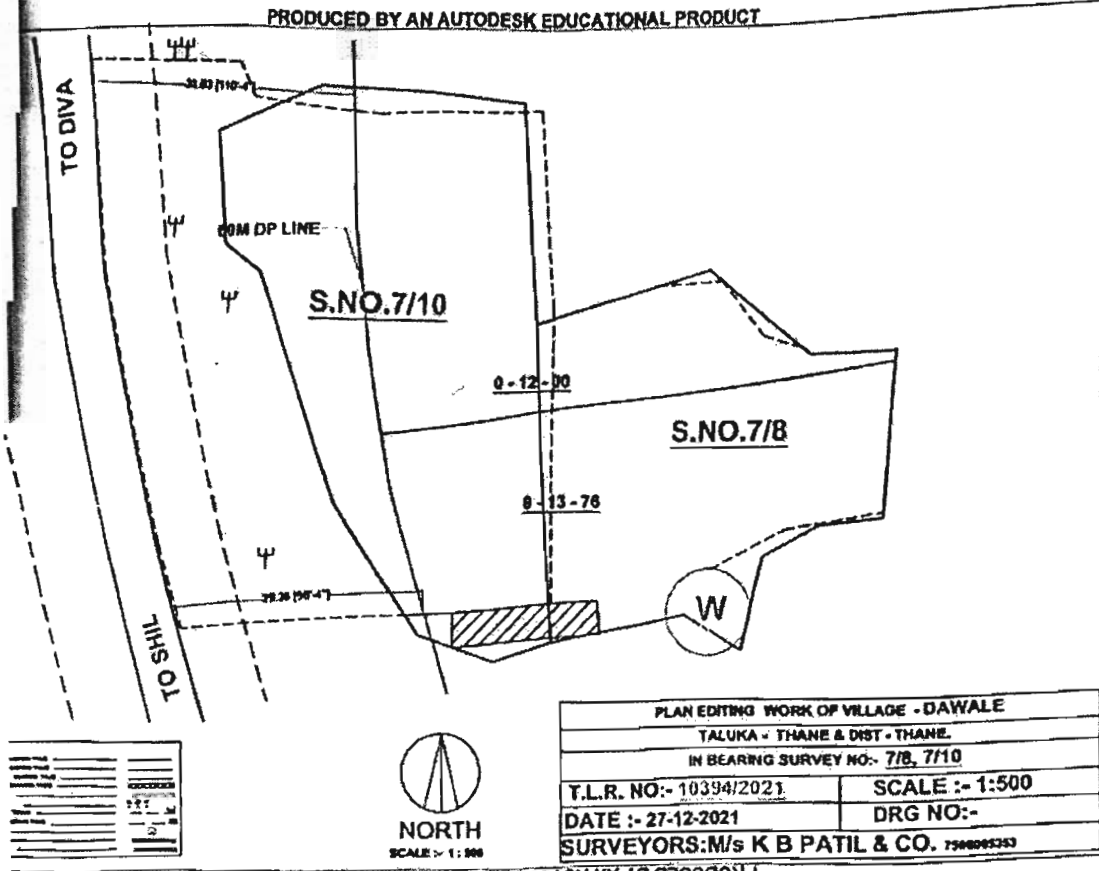 PRODUCED BY AN AUTODESK EDUCATIONAL PRODUCT
TO DIVA
S.NO.7/10
DP LINE
0-12-00
S.NO.7/8
13-76
W
TO SHIL
NORTH
SCALE :- 1:500
PLAN EDITING WORK OF VILLAGE - DAWALE
TALUKA - THANE & DIST - THANE.
IN BEARING SURVEY NO:- 7/8, 7/10
T.L.R. NO:- 10394/2021
SCALE :- 1:500
DATE :- 27-12-2021
DRG NO:-
SURVEYORS:M/s K B PATIL & CO.